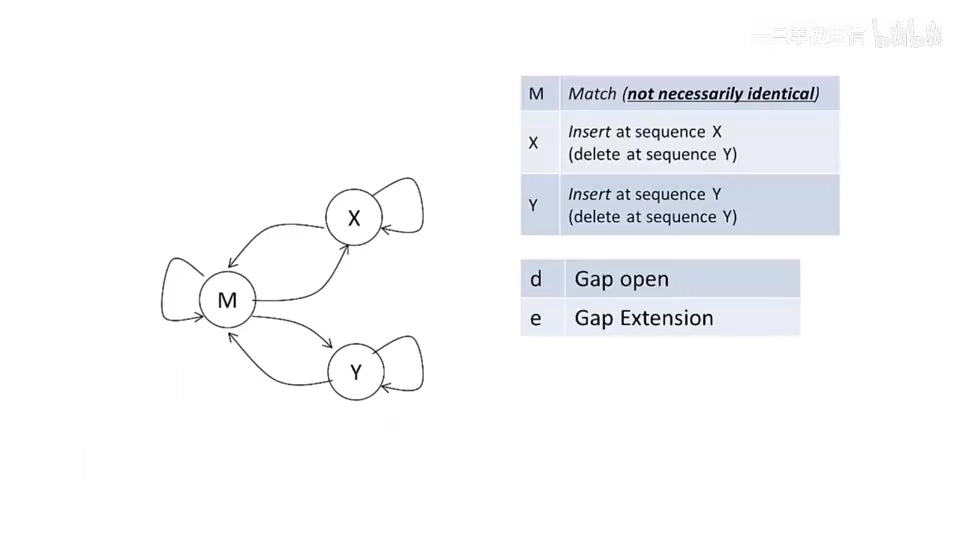 M Match (not necessarily identical)
X Insert at sequence X
(delete at sequence Y)
Y Insert at sequence Y
(delete at sequence Y)
d Gap open
e Gap Extension
X
M
Y
bilibili